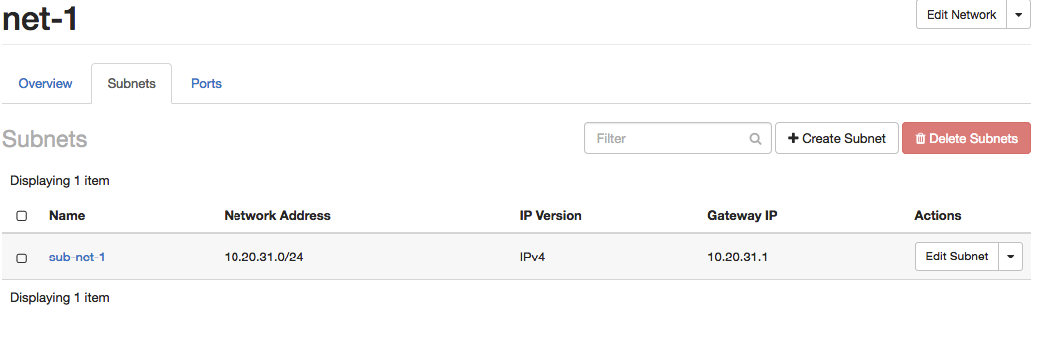 net-1
Edit Network
Overview Subnets Ports
Subnets
Filter
Create Subnet
Delete Subnets
Displaying 1 item
Name Network Address IP Version Gateway IP Actions
sub-net-1 10.20.31.0/24 IPv4 10.20.31.1 Edit Subnet
Displaying 1 item